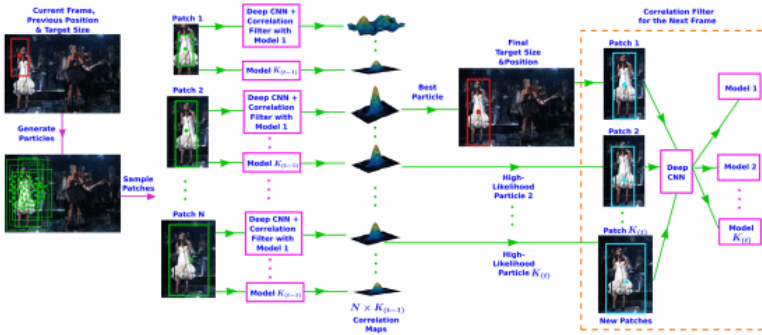 Current Frame,
Previous Position
& Target Size
Generate
Particles
Sample
Patches
Patch 1
Deep CNN +
Correlation
Filter with
Model 1
Model K(t−1)
Patch 2
Deep CNN +
Correlation
Filter with
Model 1
Model K(t−1)
Patch N
Deep CNN +
Correlation
Filter with
Model 1
Model K(t−1)
N × K(t−1)
Correlation
Maps
Best
Particle
Final
Target Size
&Position
High-
Likelihood
Particle 2
High-
Likelihood
Particle K(t)
Correlation Filter
for the Next Frame
Patch 1
Patch 2
Patch K(t)
New Patches
Deep
CNN
Model 1
Model 2
Model
K(t)